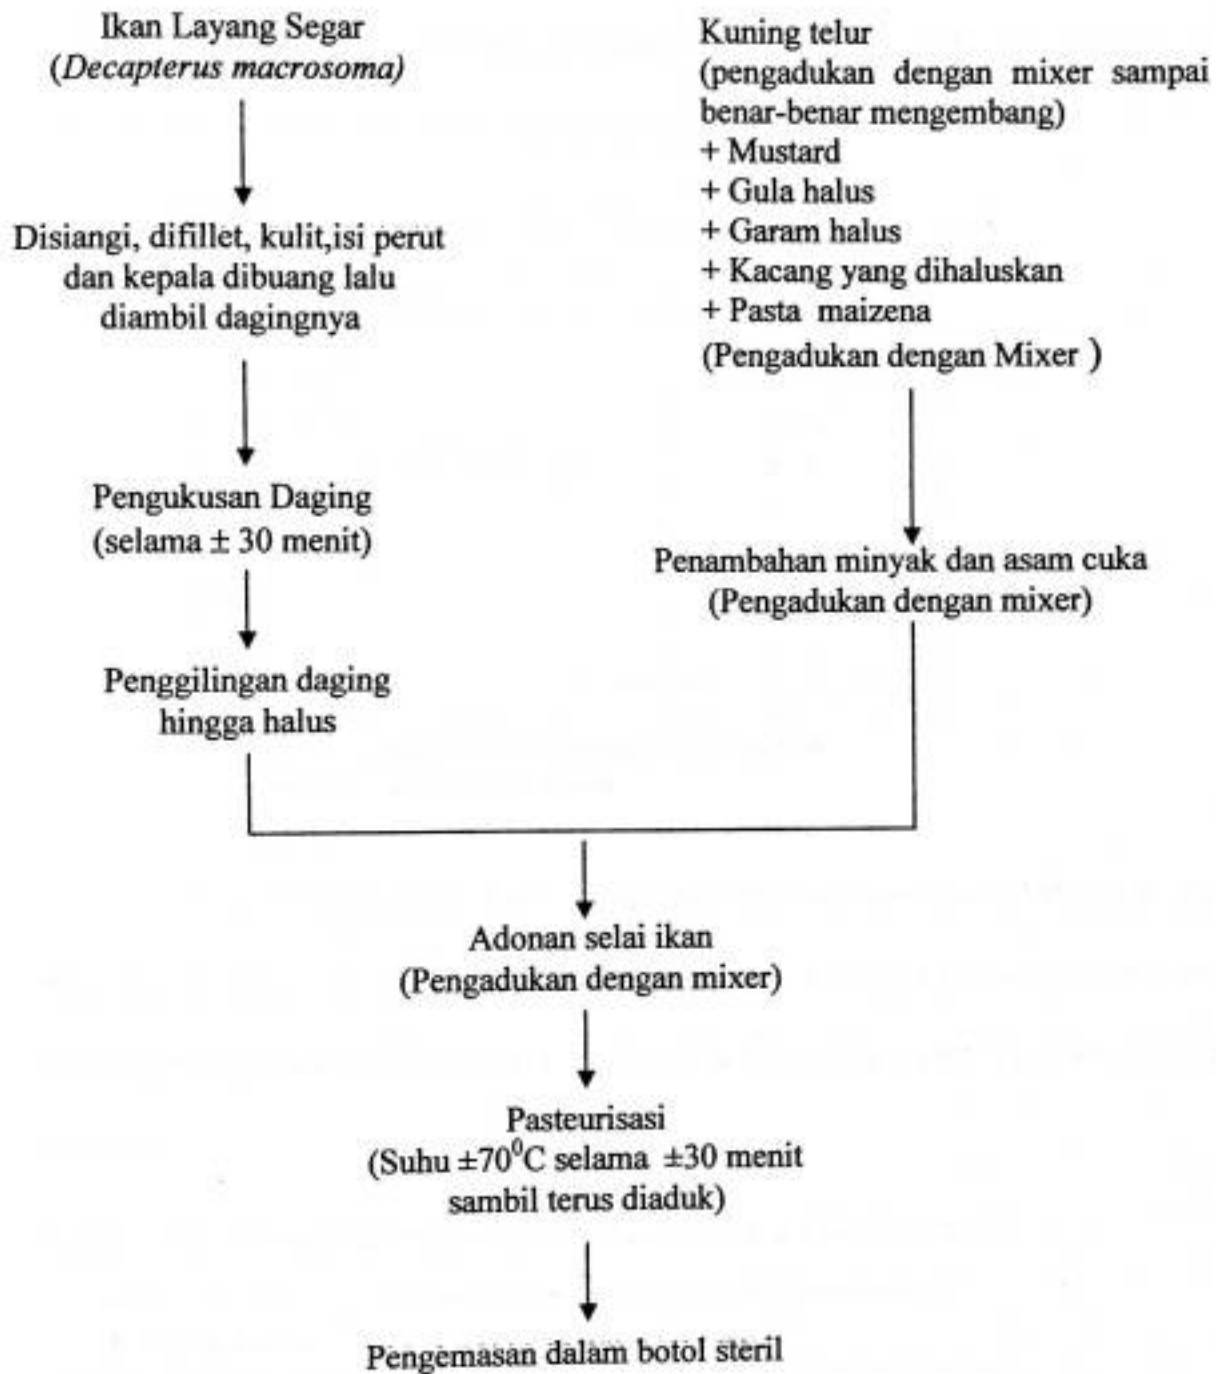 Ikan Layang Segar
(Decapterus macrosoma)
Disiangi, difillet, kulit,isi perut
dan kepala dibuang lalu
diambil dagingnya
Pengukusan Daging
(selama ± 30 menit)
Penggilingan daging
hingga halus
Kuning telur
(pengadukan dengan mixer sampai
benar-benar mengembang)
+ Mustard
+ Gula halus
+ Garam halus
+ Kacang yang dihaluskan
+ Pasta maizena
(Pengadukan dengan Mixer )
Penambahan minyak dan asam cuka
(Pengadukan dengan mixer)
Adonan selai ikan
(Pengadukan dengan mixer)
Pasteurisasi
(Suhu ±70⁰C selama ±30 menit
sambil terus diaduk)
Pengemasan dalam botol steril